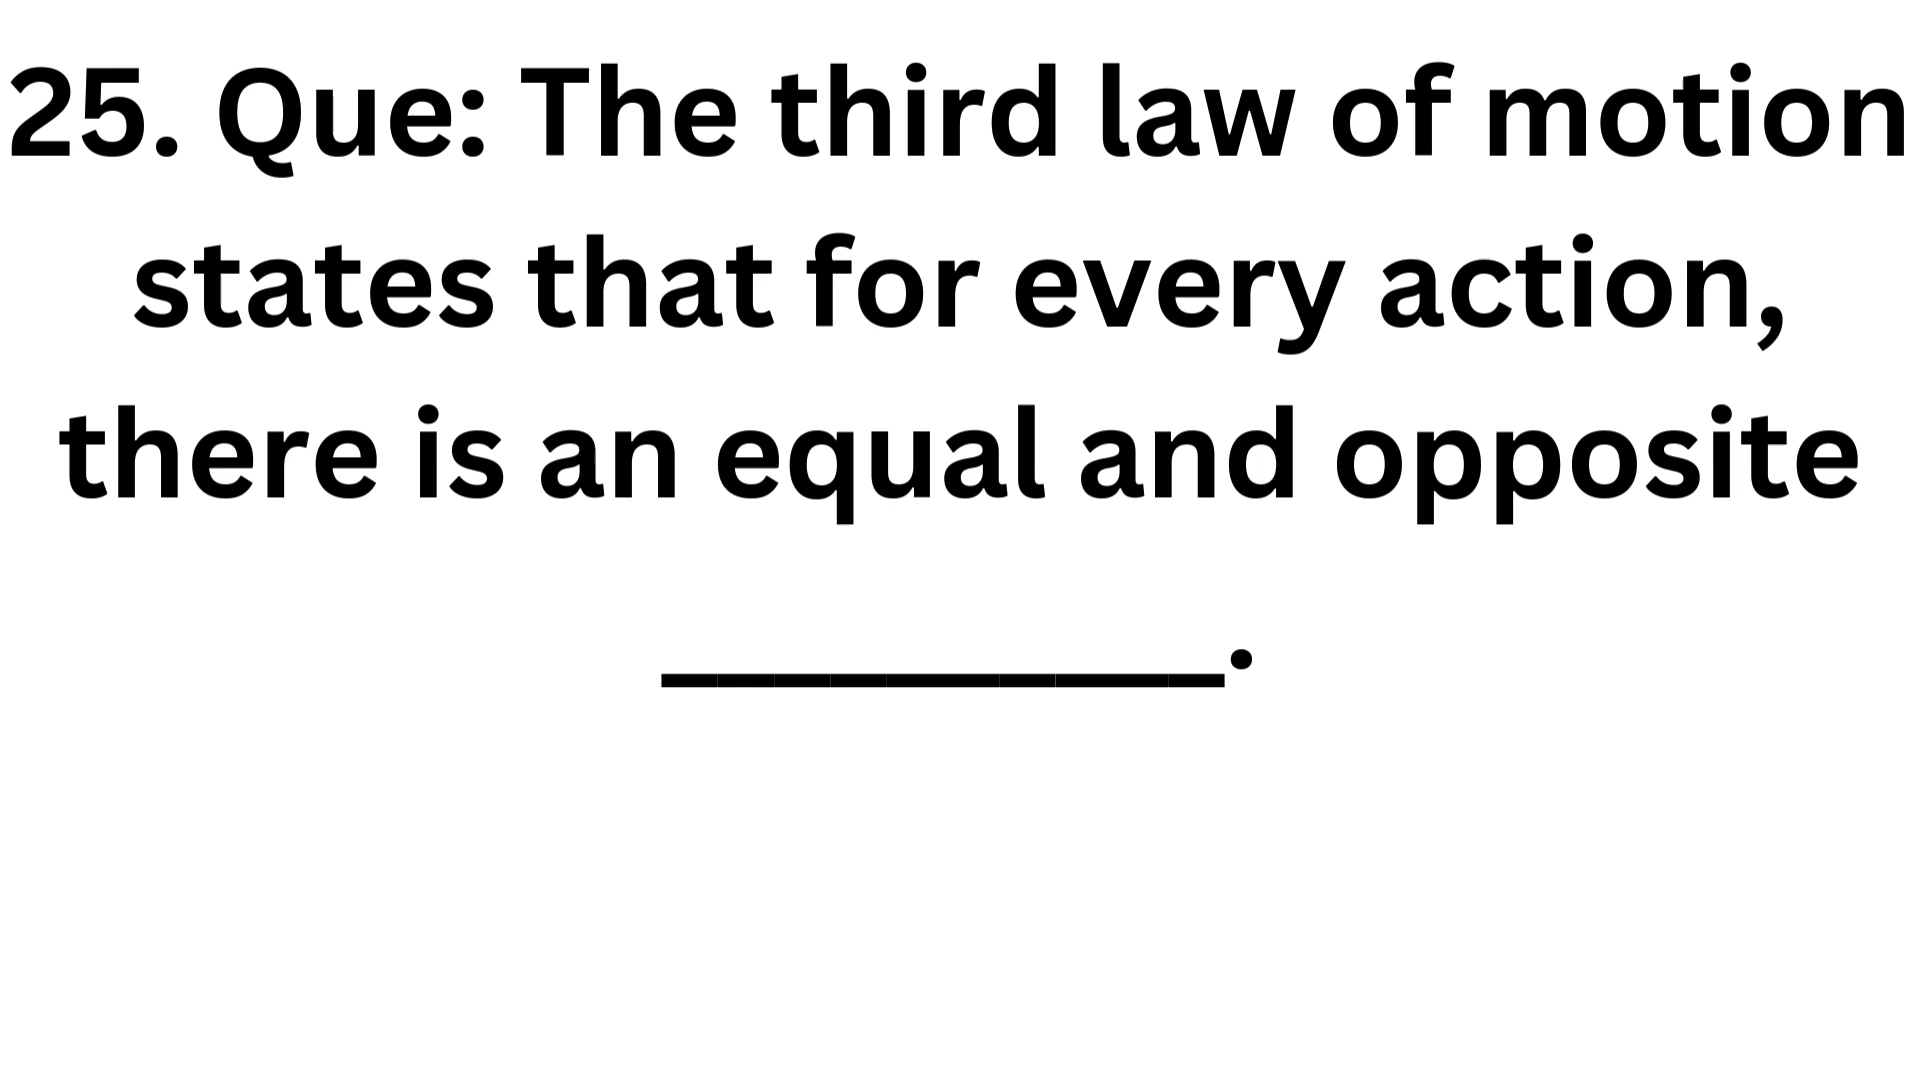 25. Que: The third law of motion
states that for every action,
there is an equal and opposite
__________.